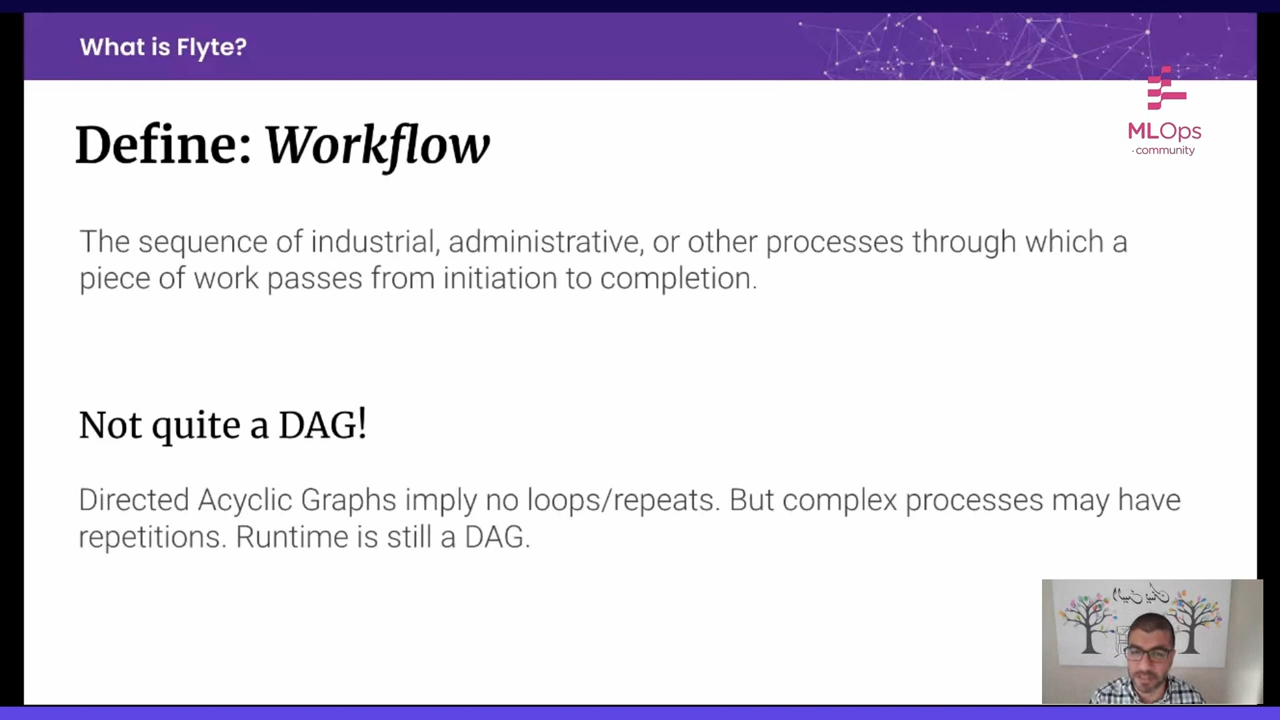 What is Flyte?
Define: Workflow
MLOps
community
The sequence of industrial, administrative, or other processes through which a
piece of work passes from initiation to completion.
Not quite a DAG!
Directed Acyclic Graphs imply no loops/repeats. But complex processes may have
repetitions. Runtime is still a DAG.